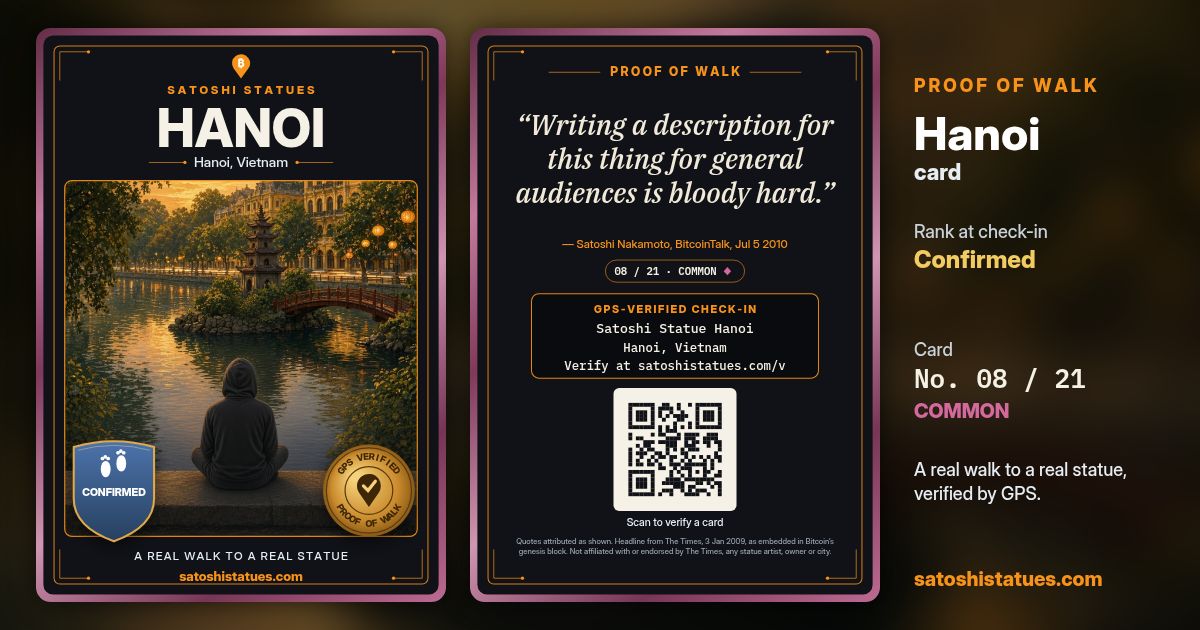 SATOSHI STATUES
HANOI
Hanoi, Vietnam
CONFIRMED
GPS VERIFIED
PROOF OF WALK
A REAL WALK TO A REAL STATUE
satoshistatues.com
PROOF OF WALK
“Writing a description for
this thing for general
audiences is bloody hard.”
— Satoshi Nakamoto, BitcoinTalk, Jul 5 2010
08 / 21 · COMMON ♦
GPS-VERIFIED CHECK-IN
Satoshi Statue Hanoi
Hanoi, Vietnam
Verify at satoshistatues.com/v
Scan to verify a card
Quotes attributed as shown. Headline from The Times, 3 Jan 2009, as embedded in Bitcoin's
genesis block. Not affiliated with or endorsed by The Times, any statue artist, owner or city.
PROOF OF WALK
Hanoi
card
Rank at check-in
Confirmed
Card
No. 08 / 21
COMMON
A real walk to a real statue,
verified by GPS.
satoshistatues.com